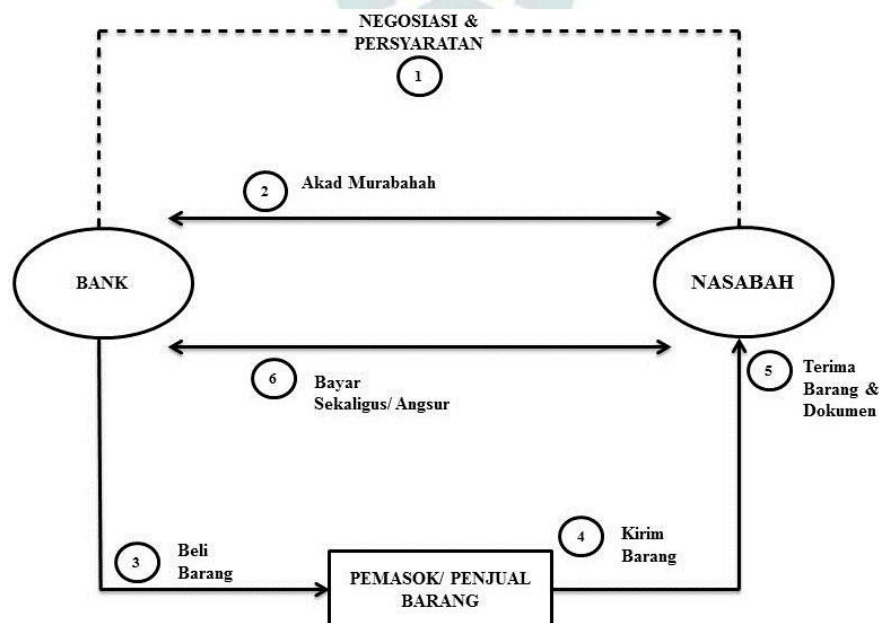 NEGOSIASI &
PERSYARATAN
1
2
Akad Murabahah
BANK
NASABAH
6
Bayar
Sekaligus/ Angsur
5
Terima
Barang &
Dokumen
3
Beli
Barang
PEMASOK/ PENJUAL
BARANG
4
Kirim
Barang